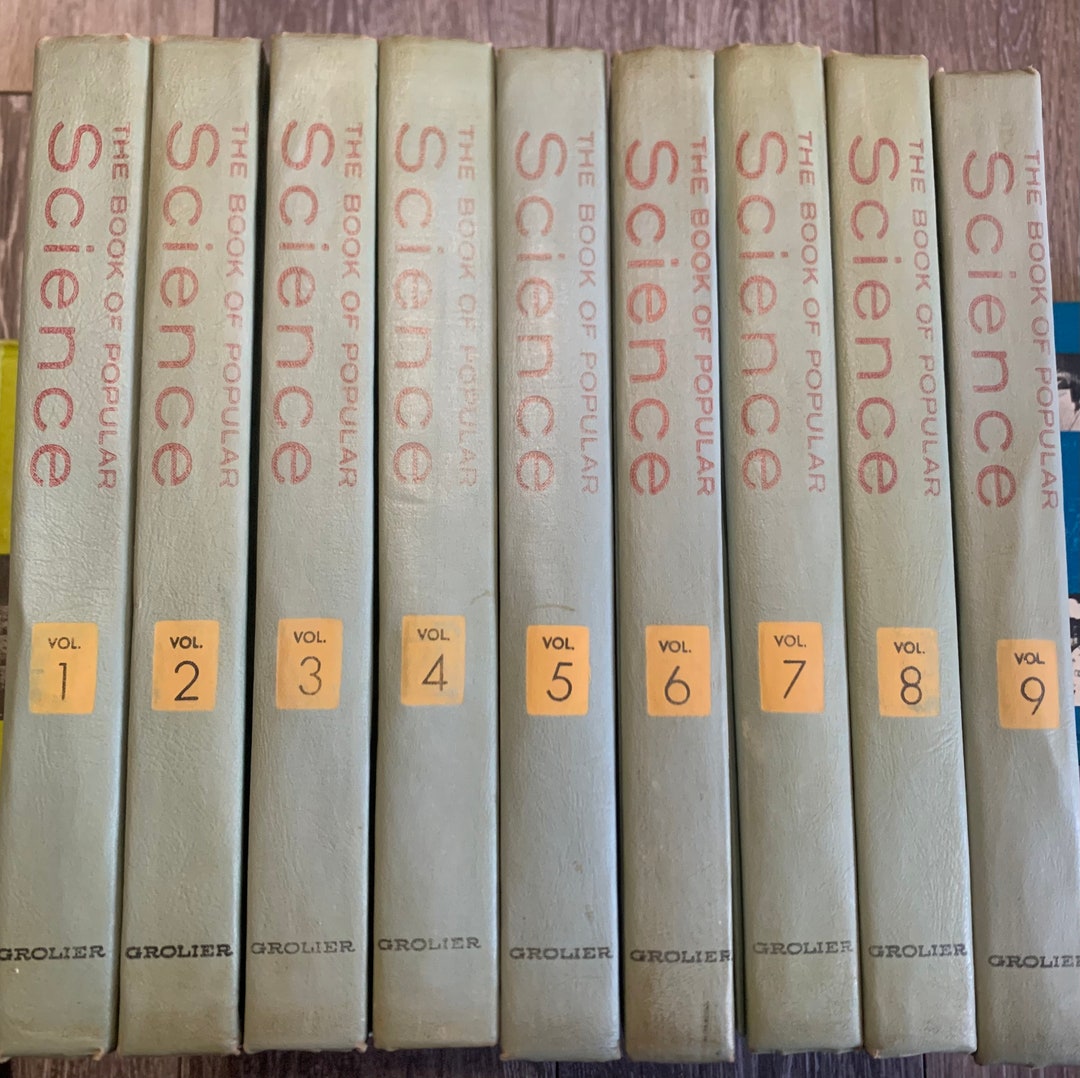 THE BOOK OF POPULAR
Science
VOL.
1
GROLIER
THE BOOK OF POPULAR
Science
VOL.
2
GROLIER
THE BOOK OF POPULAR
Science
VOL.
3
GROLIER
THE BOOK OF POPULAR
Science
VOL.
4
GROLIER
THE BOOK OF POPULAR
Science
VOL.
5
GROLIER
THE BOOK OF POPULAR
Science
VOL.
6
GROLIER
THE BOOK OF POPULAR
Science
VOL.
7
GROLIER
THE BOOK OF POPULAR
Science
VOL.
8
GROLIER
THE BOOK OF POPULAR
Science
VOL
9
GROLIER